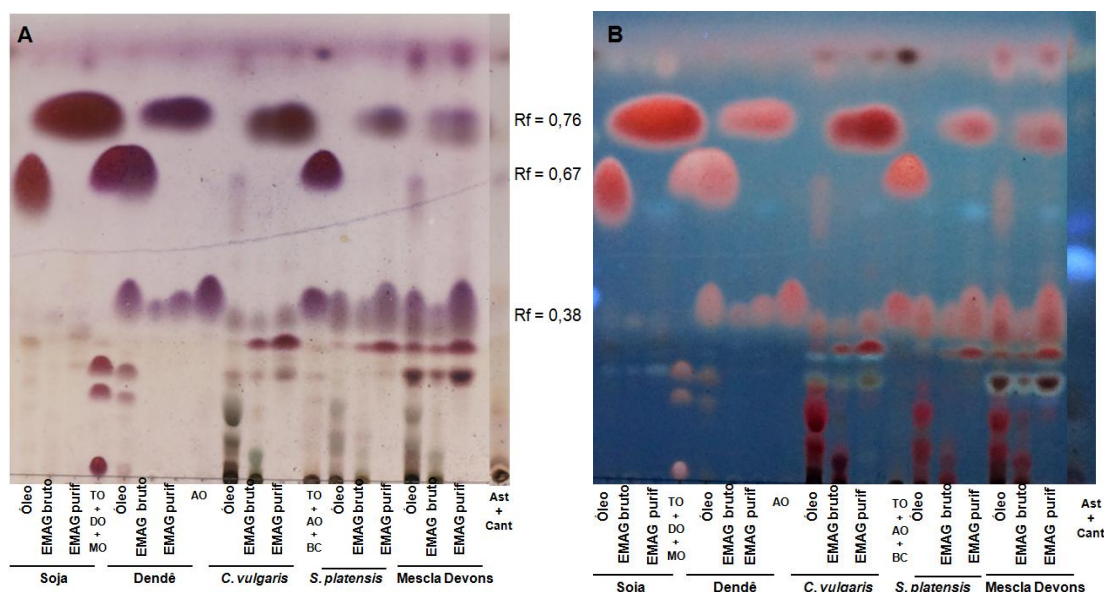 A
B
Rf = 0,76
Rf = 0,67
Rf = 0,38
Óleo
EMAG bruto
EMAG purif
TO + DO + MO
Óleo
EMAG bruto
EMAG purif
AO
Óleo
EMAG bruto
EMAG purif
TO + AO + BC
Óleo
EMAG bruto
EMAG purif
Óleo
EMAG bruto
EMAG purif
Ast + Cant
Soja
Dendê
C. vulgaris
S. platensis
Mescla Devons
Óleo
EMAG bruto
EMAG purif
TO + DO + MO
Óleo
EMAG bruto
EMAG purif
AO
Óleo
EMAG bruto
EMAG purif
TO + AO + BC
Óleo
EMAG bruto
EMAG purif
Óleo
EMAG bruto
EMAG purif
Ast + Cant
Soja
Dendê
C. vulgaris
S. platensis
Mescla Devons